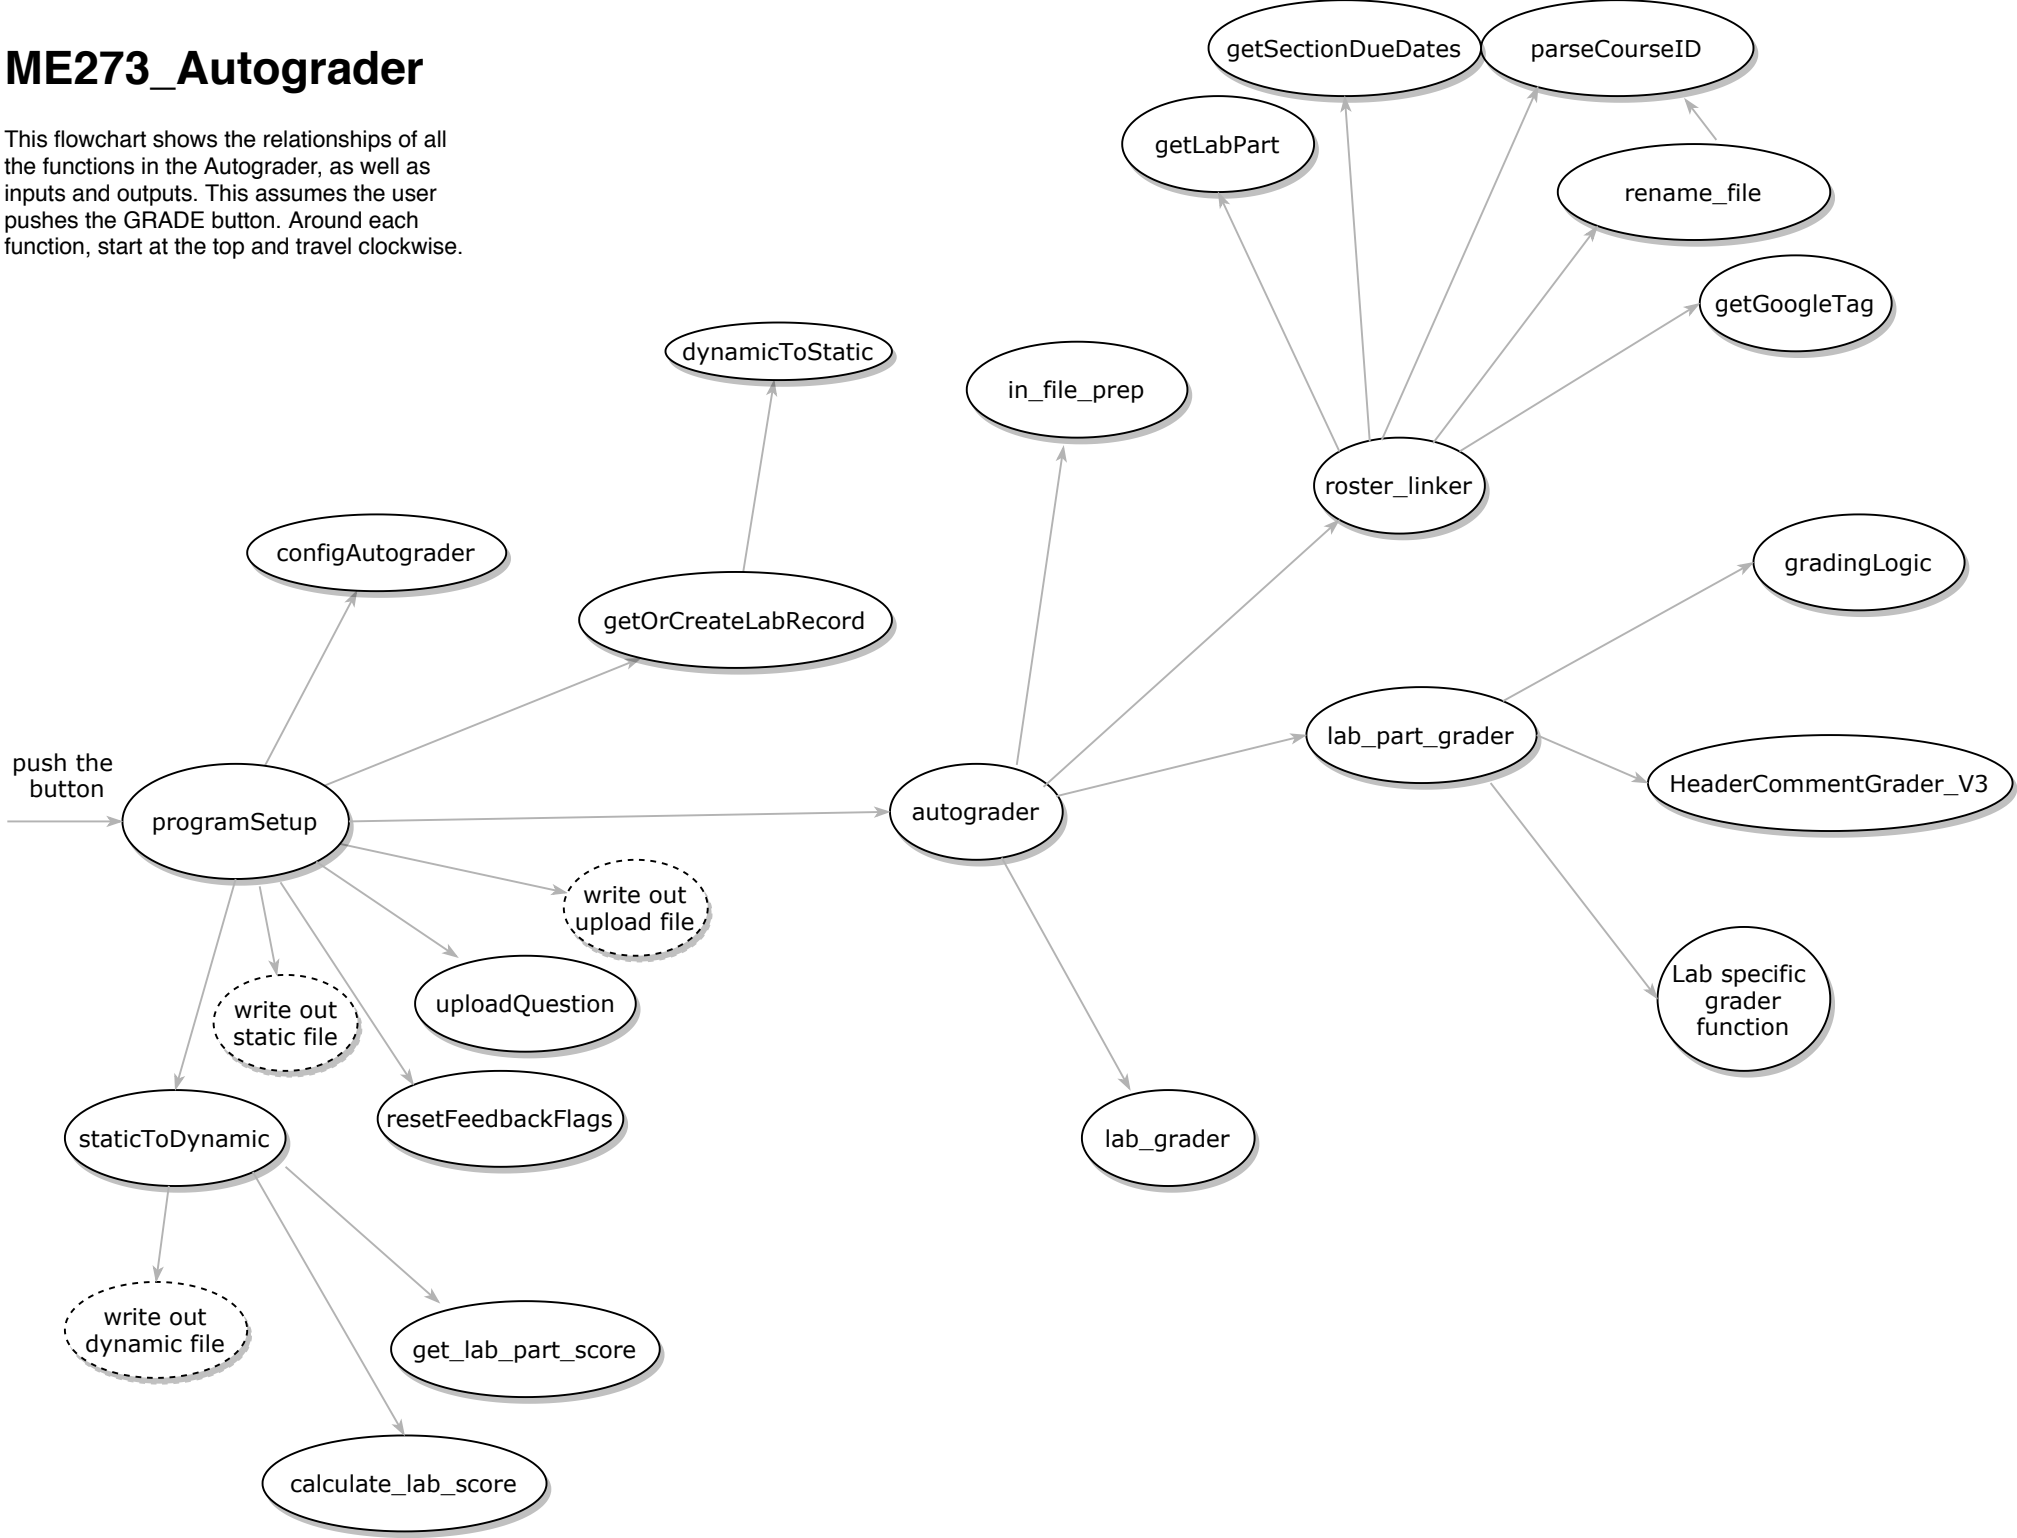 ME273_Autograder
This flowchart shows the relationships of all
the functions in the Autograder, as well as
inputs and outputs. This assumes the user
pushes the GRADE button. Around each
function, start at the top and travel clockwise.
getSectionDueDates
parseCourseID
getLabPart
rename_file
getGoogleTag
dynamicToStatic
in_file_prep
roster_linker
configAutograder
gradingLogic
getOrCreateLabRecord
lab_part_grader
push the
button
HeaderCommentGrader_V3
programSetup
autograder
write out
upload file
uploadQuestion
write out
static file
Lab specific
grader
function
resetFeedbackFlags
staticToDynamic
lab_grader
write out
dynamic file
get_lab_part_score
calculate_lab_score